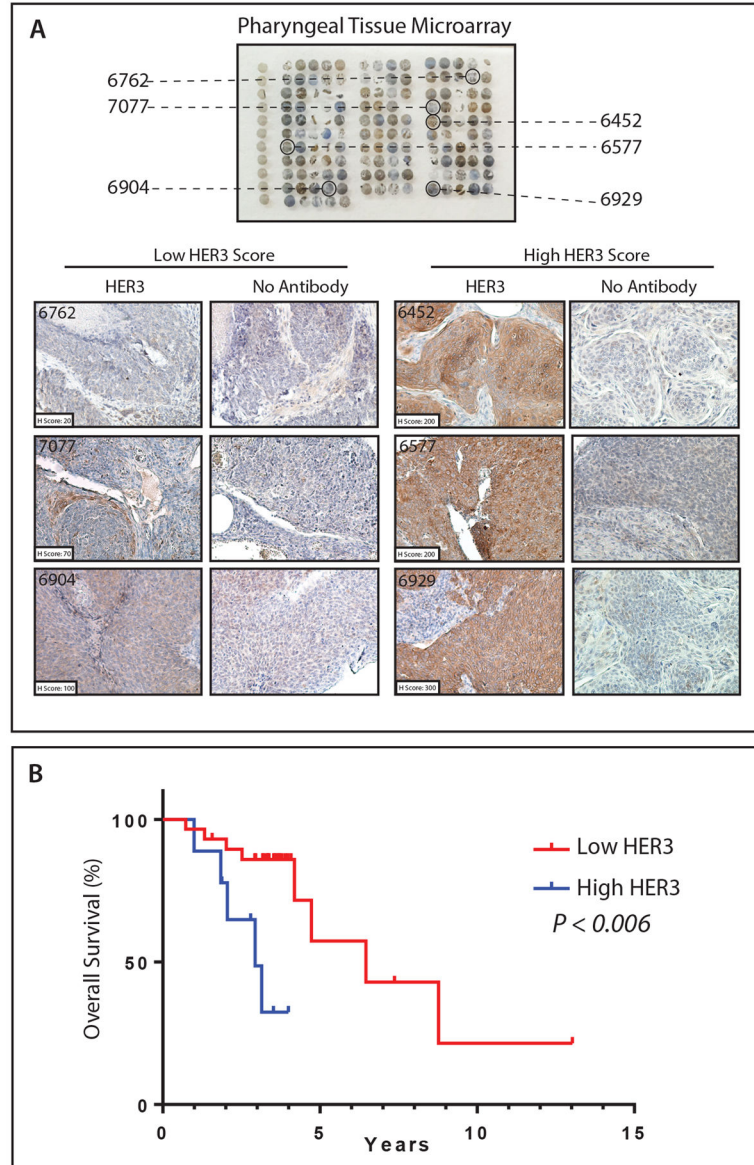 A
Pharyngeal Tissue Microarray
6762
7077
6452
6577
6904
6929
Low HER3 Score
High HER3 Score
HER3
No Antibody
HER3
No Antibody
6762
H Score: 20
6452
H Score: 200
7077
H Score: 70
6577
H Score: 200
6904
H Score: 100
6929
H Score: 300
B
Overall Survival (%)
100
50
0
0
5
10
15
Years
Low HER3
High HER3
P < 0.006